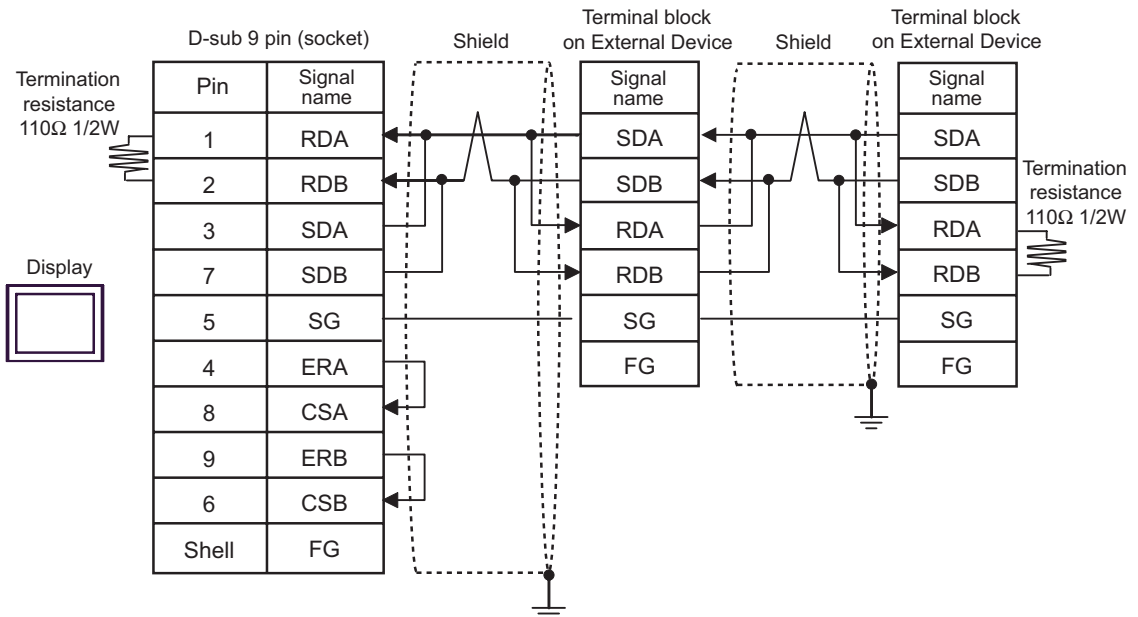 Terminal block
on External Device
Terminal block
on External Device
D-sub 9 pin (socket)
Shield
Shield
Termination
resistance
110Ω 1/2W
Pin
Signal
name
1
RDA
2
RDB
3
SDA
7
SDB
5
SG
4
ERA
8
CSA
9
ERB
6
CSB
Shell
FG
Display
Signal
name
SDA
SDB
RDA
RDB
SG
FG
Signal
name
SDA
SDB
RDA
RDB
SG
FG
Termination
resistance
110Ω 1/2W